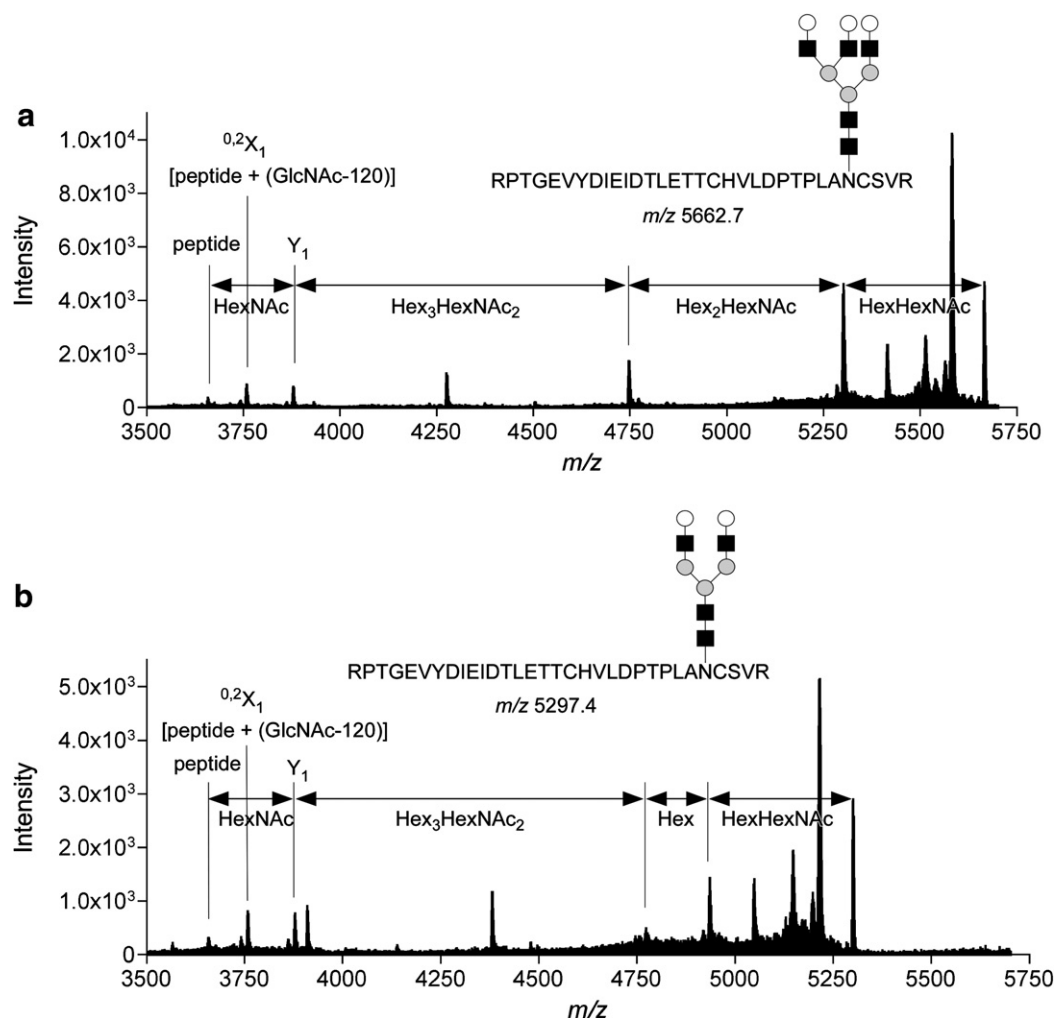 a
Intensity
1.0x10⁴
8.0x10³
6.0x10³
4.0x10³
2.0x10³
0
⁰,²X₁
[peptide + (GlcNAc-120)]
peptide
Y₁
HexNAc
Hex₃HexNAc₂
Hex₂HexNAc
HexHexNAc
RPTGEVYDIEIDTLETTCHVLDPTPLANCSVR
m/z 5662.7
3500 3750 4000 4250 4500 4750 5000 5250 5500 5750
m/z
b
Intensity
5.0x10³
4.0x10³
3.0x10³
2.0x10³
1.0x10³
0
RPTGEVYDIEIDTLETTCHVLDPTPLANCSVR
m/z 5297.4
⁰,²X₁
[peptide + (GlcNAc-120)]
peptide
Y₁
HexNAc
Hex₃HexNAc₂
Hex
HexHexNAc
3500 3750 4000 4250 4500 4750 5000 5250 5500 5750
m/z